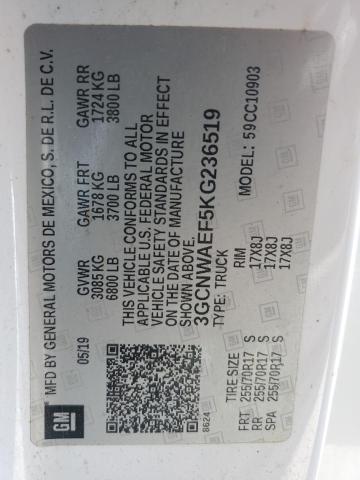 MFD BY GENERAL MOTORS DE MEXICO, S. DE R.L. DE C.V.
05/19
GVWR GAWR FRT GAWR RR
3085KG 1678 KG 1724 KG
6800 LB 3700 LB 3800 LB
THIS VEHICLE CONFORMS TO ALL
APPLICABLE U.S. FEDERAL MOTOR
VEHICLE SAFETY STANDARDS IN EFFECT
ON THE DATE OF MANUFACTURE
SHOWN ABOVE.
3GCNWAEF5KG236519
TYPE: TRUCK MODEL: 59CC10903
8624
TIRE SIZE RIM
FRT 255/70R17 S 17X8J
RR 255/70R17 S 17X8J
SPA 255/70R17 S 17X8J
GM